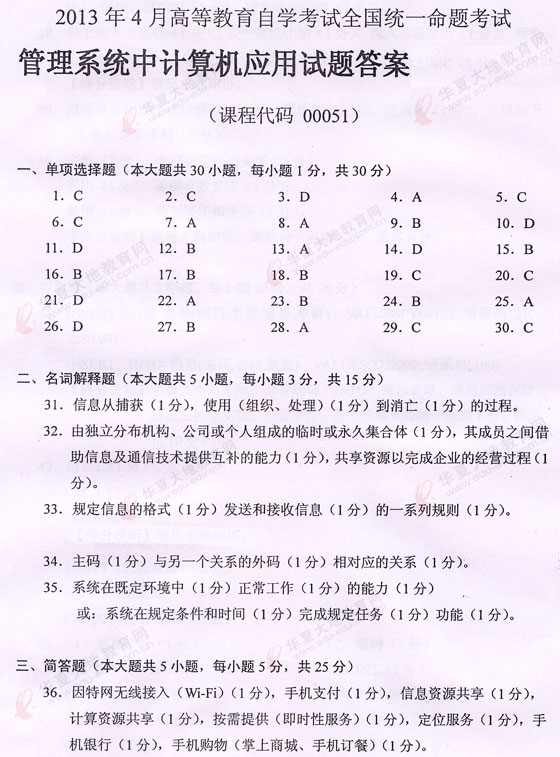 2013 年 4 月高等教育自学考试全国统一命题考试
管理系统中计算机应用试题答案
（课程代码 00051）
一、单项选择题（本大题共 30 小题，每小题 1 分，共 30 分）
1．C 2．C 3．D 4．A 5．C
6．C 7．A 8．A 9．B 10．D
11．D 12．B 13．A 14．D 15．B
16．B 17．B 18．B 19．C 20．C
21．D 22．A 23．B 24．B 25．A
26．D 27．B 28．A 29．C 30．C
二、名词解释题（本大题共 5 小题，每小题 3 分，共 15 分）
31．信息从捕获（1 分），使用（组织、处理）（1 分）到消亡（1 分）的过程。
32．由独立分布机构、公司或个人组成的临时或永久集合体（1 分），其成员之间借
助信息及通信技术提供互补的能力（1 分），共享资源以完成企业的经营过程（1
分）。
33．规定信息的格式（1 分）发送和接收信息（1 分）的一系列规则（1 分）。
34．主码（1 分）与另一个关系的外码（1 分）相对应的关系（1 分）。
35．系统在既定环境中（1 分）正常工作（1 分）的能力（1 分）
或：系统在规定条件和时间（1 分）完成规定任务（1 分）功能（1 分）。
三、简答题（本大题共 5 小题，每小题 5 分，共 25 分）
36．因特网无线接入（Wi-Fi）（1 分），手机支付（1 分），信息资源共享（1 分），
计算资源共享（1 分），按需提供（即时性服务）（1 分），定位服务（1 分），手
机银行（1 分），手机购物（掌上商城、手机订餐）（1 分）。
华夏大地教育网
www.edu-edu.com.cn